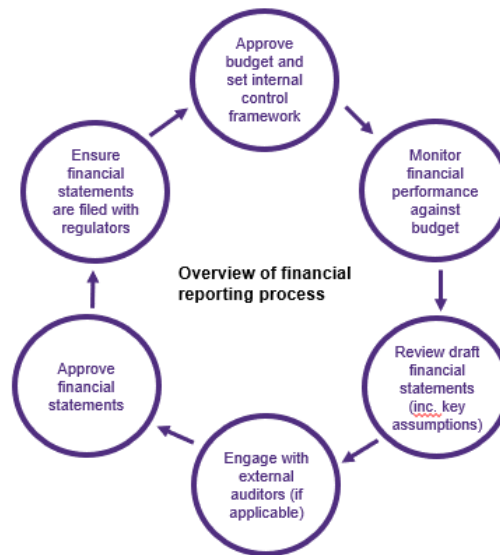 Approve
budget and
set internal
control
framework
Monitor
financial
performance
against
budget
Review draft
financial
statements
(inc. key
assumptions)
Engage with
external
auditors (if
applicable)
Approve
financial
statements
Ensure
financial
statements
are filed with
regulators
Overview of financial
reporting process